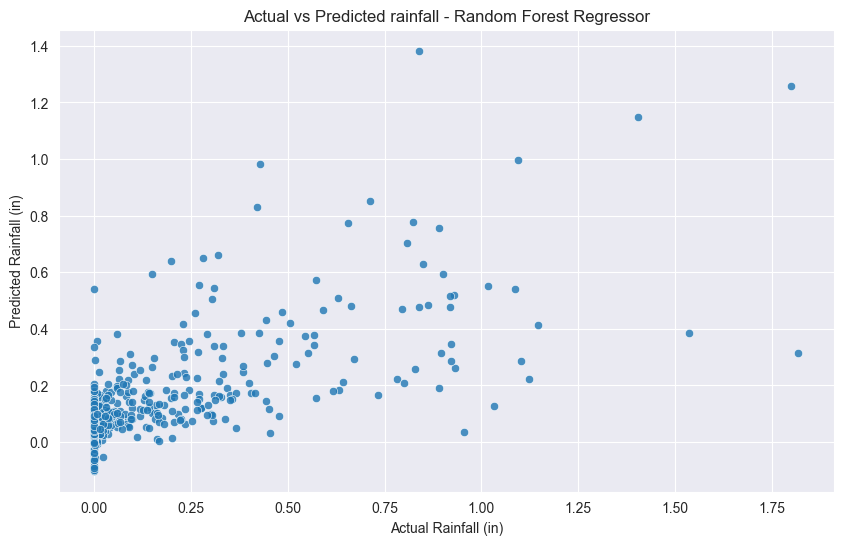 Actual vs Predicted rainfall - Random Forest Regressor
Predicted Rainfall (in)
1.4
1.2
1.0
0.8
0.6
0.4
0.2
0.0
0.00 0.25 0.50 0.75 1.00 1.25 1.50 1.75
Actual Rainfall (in)